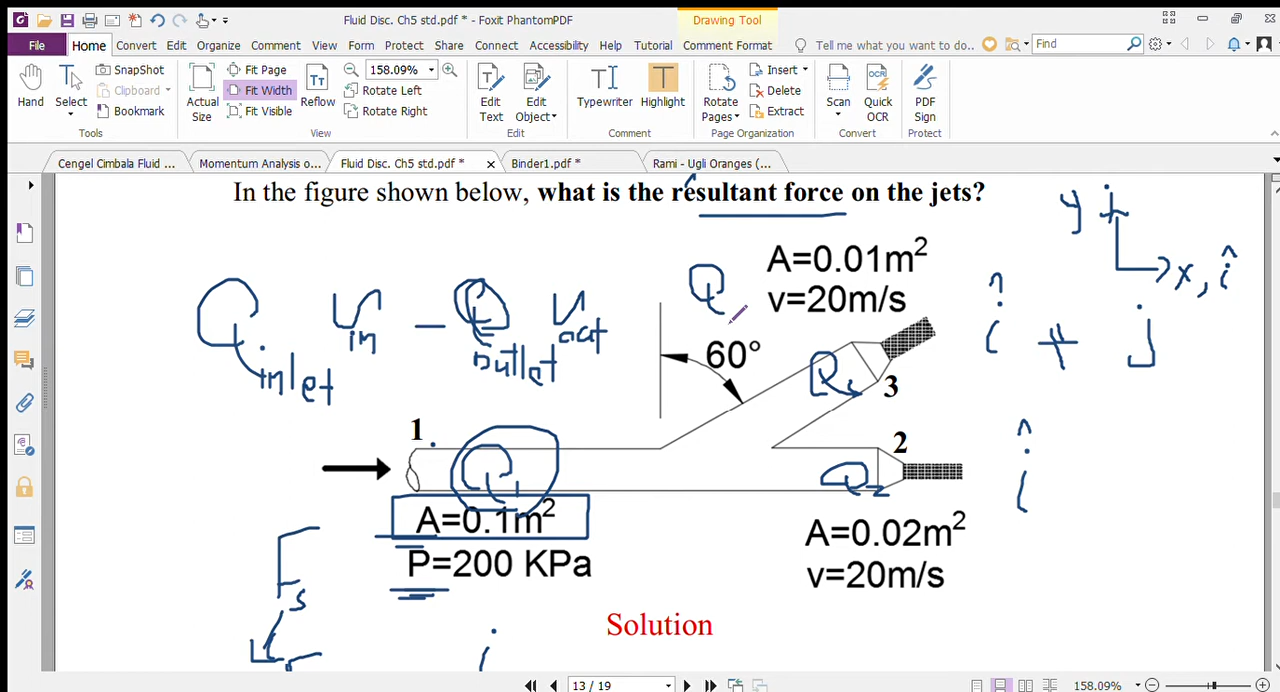 Fluid Disc. Ch5 std.pdf * - Foxit PhantomPDF
Drawing Tool
File Home Convert Edit Organize Comment View Form Protect Share Connect Accessibility Help Tutorial Comment Format Tell me what you want to do.. Find
Hand
Select
SnapShot
Clipboard
Bookmark
Tools
Actual Size
Fit Page
Fit Width
Fit Visible
Reflow
158.09%
Rotate Left
Rotate Right
View
Edit Text
Edit Object
Edit
Typewriter
Highlight
Comment
Rotate Pages
Insert
Delete
Extract
Page Organization
Scan
Quick OCR
Convert
PDF Sign
Protect
Cengel Cimbala Fluid ... Momentum Analysis o... Fluid Disc. Ch5 std.pdf * Binder1.pdf * Rami - Ugli Oranges (...
In the figure shown below, what is the resultant force on the jets?
y j
x, î
A=0.01m²
v=20m/s
Q
Q inlet V in - Q outlet V out
î + j
60°
Q3
3
1
2
Q1
Q2
î
A=0.1m²
P=200 KPa
A=0.02m²
v=20m/s
Fs
Solution
i
13 / 19
158.09%